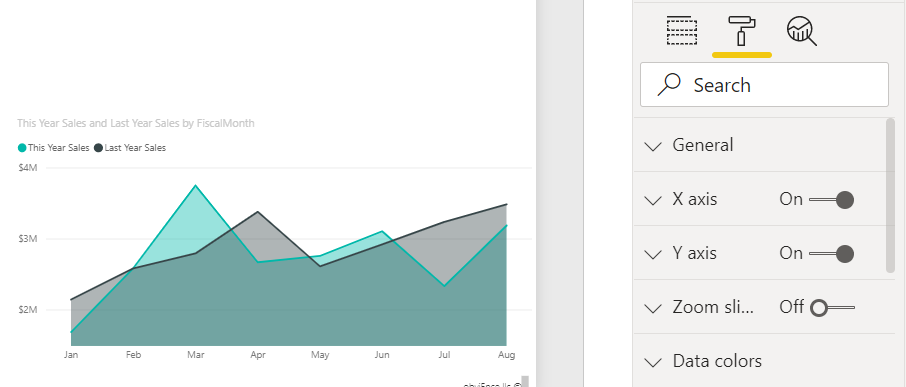 This Year Sales and Last Year Sales by FiscalMonth
This Year Sales Last Year Sales
$4M
$3M
$2M
Jan Feb Mar Apr May Jun Jul Aug
Search
General
X axis On
Y axis On
Zoom sli... Off
Data colors